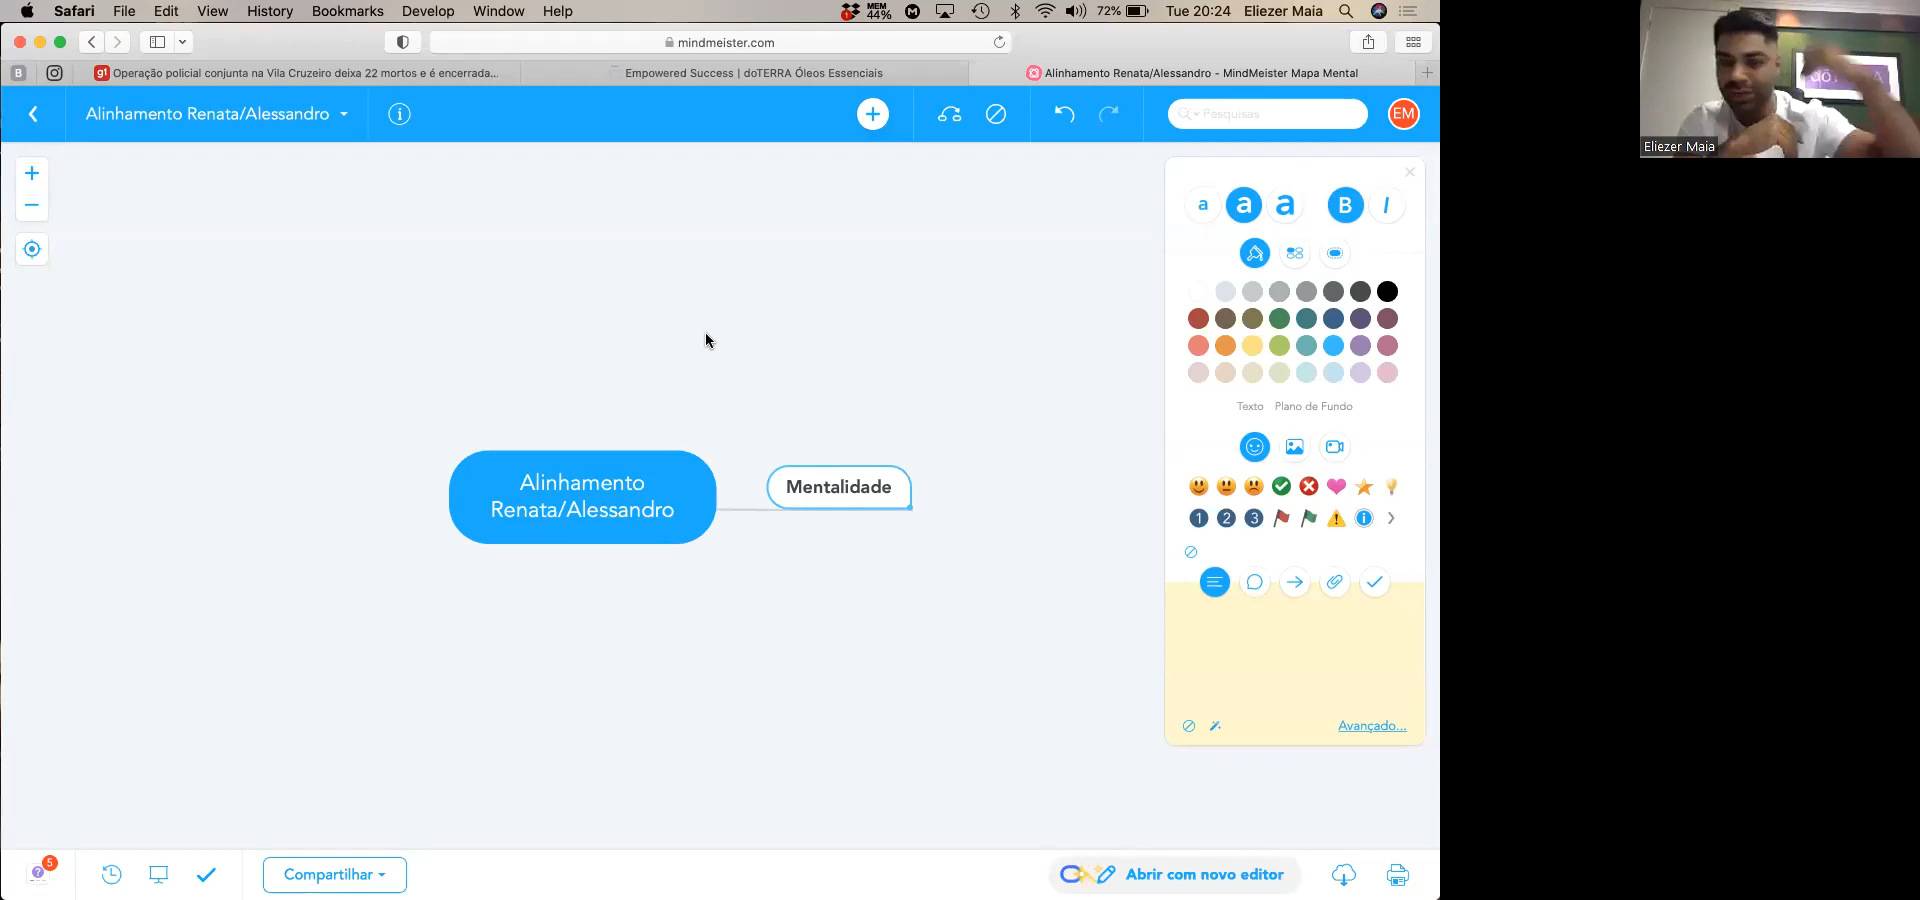 Safari File Edit View History Bookmarks Develop Window Help
1 MEM 44% 72% Tue 20:24 Eliezer Maia
mindmeister.com
B g1 Operação policial conjunta na Vila Cruzeiro deixa 22 mortos e é encerrada... Empowered Success | doTERRA Óleos Essenciais Alinhamento Renata/Alessandro - MindMeister Mapa Mental
Alinhamento Renata/Alessandro
Pesquisas
EM
a a a B I
Texto Plano de Fundo
Alinhamento
Renata/Alessandro
Mentalidade
1 2 3
Avançado...
5
Compartilhar
Abrir com novo editor
Eliezer Maia